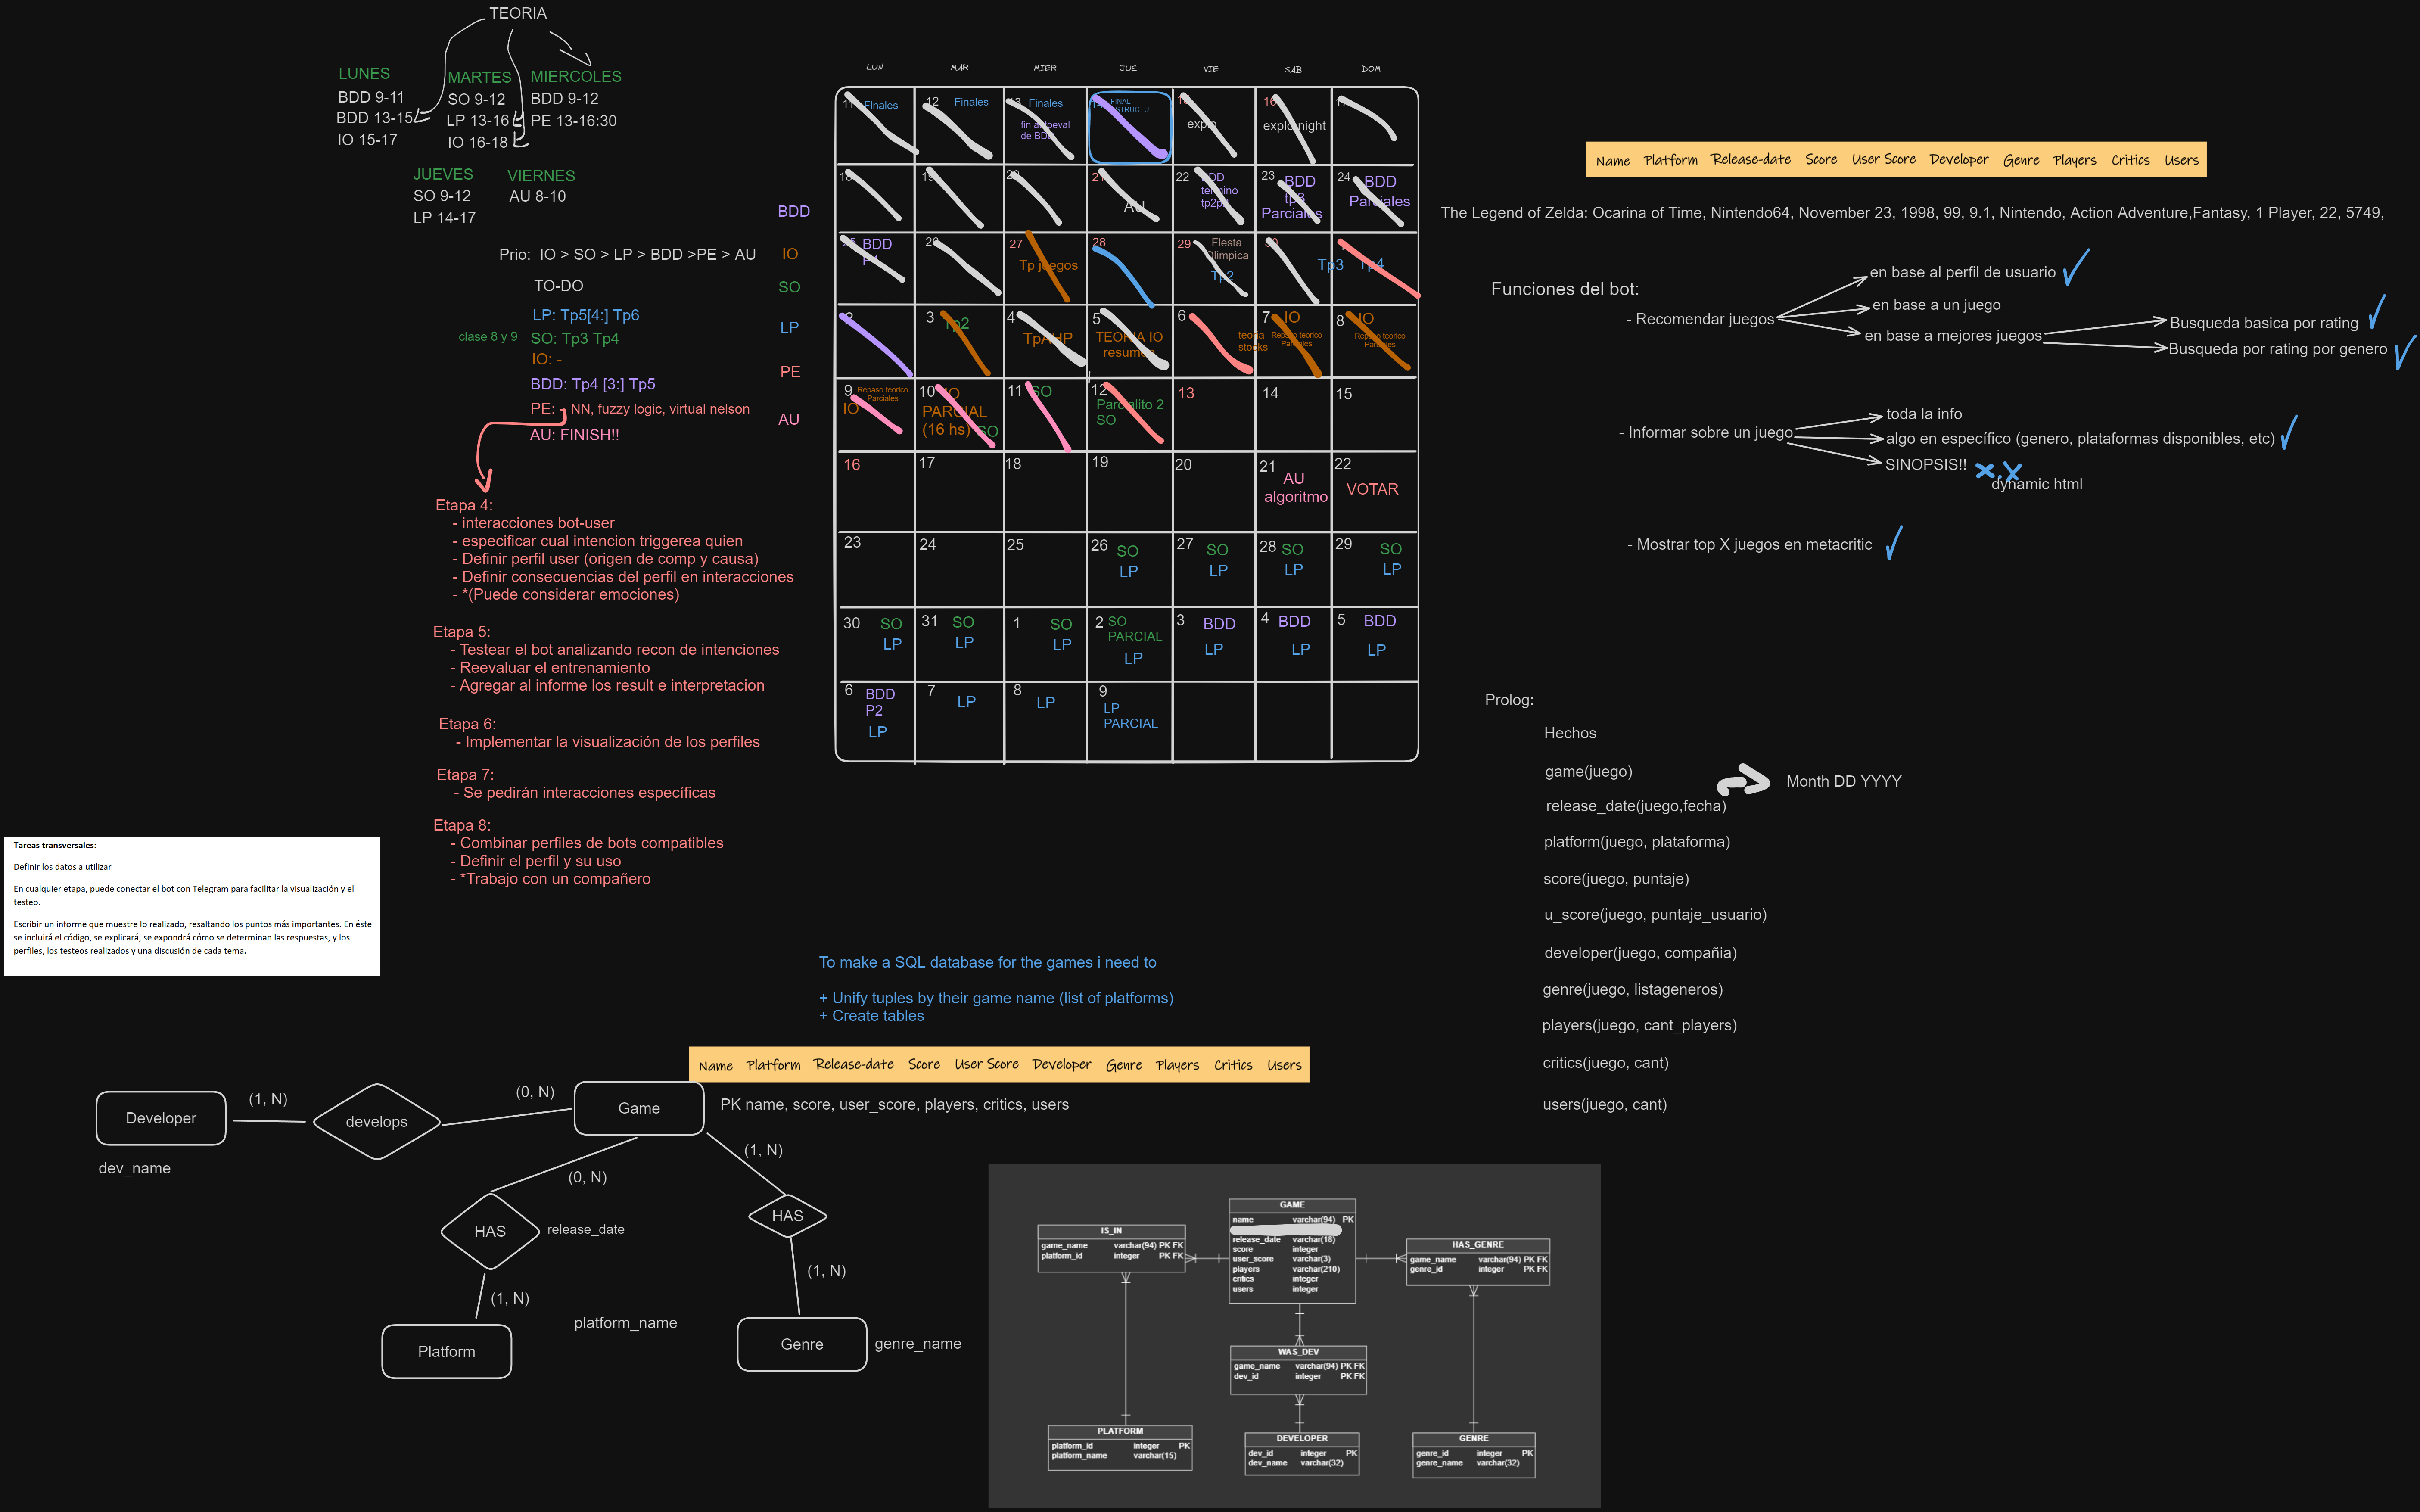 TEORIA
LUNES
BDD 9-11
BDD 13-15
IO 15-17
MARTES
SO 9-12
LP 13-16
IO 16-18
MIERCOLES
BDD 9-12
PE 13-16:30
JUEVES
SO 9-12
LP 14-17
VIERNES
AU 8-10
Prio: IO > SO > LP > BDD >PE > AU
TO-DO
LP: Tp5[4:] Tp6
clase 8 y 9
SO: Tp3 Tp4
IO: -
BDD: Tp4 [3:] Tp5
PE: - NN, fuzzy logic, virtual nelson
AU: FINISH!!
BDD
IO
SO
LP
PE
AU
Etapa 4:
- interacciones bot-user
- especificar cual intencion triggerea quien
- Definir perfil user (origen de comp y causa)
- Definir consecuencias del perfil en interacciones
- *(Puede considerar emociones)
Etapa 5:
- Testear el bot analizando recon de intenciones
- Reevaluar el entrenamiento
- Agregar al informe los result e interpretacion
Etapa 6:
- Implementar la visualización de los perfiles
Etapa 7:
- Se pedirán interacciones específicas
Etapa 8:
- Combinar perfiles de bots compatibles
- Definir el perfil y su uso
- *Trabajo con un compañero
Tareas transversales:
Definir los datos a utilizar
En cualquier etapa, puede conectar el bot con Telegram para facilitar la visualización y el
testeo.
Escribir un informe que muestre lo realizado, resaltando los puntos más importantes. En éste
se incluirá el código, se explicará, se expondrá cómo se determinan las respuestas, y los
perfiles, los testeos realizados y una discusión de cada tema.
LUN MAR MIER JUE VIE SAB DOM
11 Finales
12 Finales
13 Finales
fin autoeval
de BDD
14 FINAL
15
expo
16
explo night
18
19
20
21
AU
22 BDD
termino
23 BDD
tp3
Parciales
24 BDD
Parciales
25 BDD
P1
26
27
Tp juegos
28
29 Fiesta
Olimpica
Tp2
30
Tp3
Tp4
2
3 Tp2
4
TpAHP
5
TEORIA IO
resumen
6
teoria
stocks
7 IO
Repaso teorico
Parciales
8 IO
Repaso teorico
Parciales
9 Repaso teorico
Parciales
IO
10 IO
PARCIAL
(16 hs) SO
11 SO
12
Parcialito 2
SO
13
14
15
16
17
18
19
20
21
AU
algoritmo
22
VOTAR
23
24
25
26 SO
LP
27 SO
LP
28 SO
LP
29 SO
LP
30 SO
LP
31 SO
LP
1 SO
LP
2 SO
PARCIAL
LP
3 BDD
LP
4 BDD
LP
5 BDD
LP
6 BDD
P2
LP
7 LP
8 LP
9
LP
PARCIAL
Name Platform Release-date Score User Score Developer Genre Players Critics Users
The Legend of Zelda: Ocarina of Time, Nintendo64, November 23, 1998, 99, 9.1, Nintendo, Action Adventure,Fantasy, 1 Player, 22, 5749,
Funciones del bot:
- Recomendar juegos
en base al perfil de usuario
en base a un juego
en base a mejores juegos
Busqueda basica por rating
Busqueda por rating por genero
- Informar sobre un juego
toda la info
algo en específico (genero, plataformas disponibles, etc)
SINOPSIS!!
dynamic html
- Mostrar top X juegos en metacritic
Prolog:
Hechos
game(juego)
Month DD YYYY
release_date(juego,fecha)
platform(juego, plataforma)
score(juego, puntaje)
u_score(juego, puntaje_usuario)
developer(juego, compañia)
genre(juego, listageneros)
players(juego, cant_players)
critics(juego, cant)
users(juego, cant)
To make a SQL database for the games i need to
+ Unify tuples by their game name (list of platforms)
+ Create tables
Name Platform Release-date Score User Score Developer Genre Players Critics Users
Developer
(1, N)
develops
(0, N)
Game
PK name, score, user_score, players, critics, users
dev_name
(0, N)
(1, N)
HAS
release_date
HAS
(1, N)
(1, N)
platform_name
Platform
Genre
genre_name
GAME
name varchar(94) PK
release_date varchar(18)
score integer
user_score varchar(3)
players varchar(210)
critics integer
users integer
IS_IN
game_name varchar(94) PK FK
platform_id integer PK FK
HAS_GENRE
game_name varchar(94) PK FK
genre_id integer PK FK
WAS_DEV
game_name varchar(94) PK FK
dev_id integer PK FK
PLATFORM
platform_id integer PK
platform_name varchar(15)
DEVELOPER
dev_id integer PK
dev_name varchar(32)
GENRE
genre_id integer PK
genre_name varchar(32)